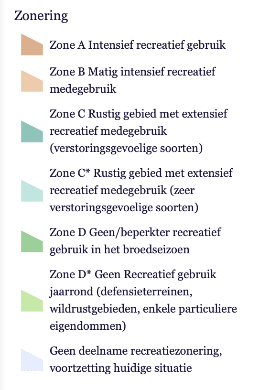 Zonering
Zone A Intensief recreatief gebruik
Zone B Matig intensief recreatief
medegebruik
Zone C Rustig gebied met extensief
recreatief medegebruik
(verstoringsgevoelige soorten)
Zone C* Rustig gebied met extensief
recreatief medegebruik (zeer
verstoringsgevoelige soorten)
Zone D Geen/beperkter recreatief
gebruik in het broedseizoen
Zone D* Geen Recreatief gebruik
jaarrond (defensieterreinen,
wildrustgebieden, enkele particuliere
eigendommen)
Geen deelname recreatiezonering,
voortzetting huidige situatie